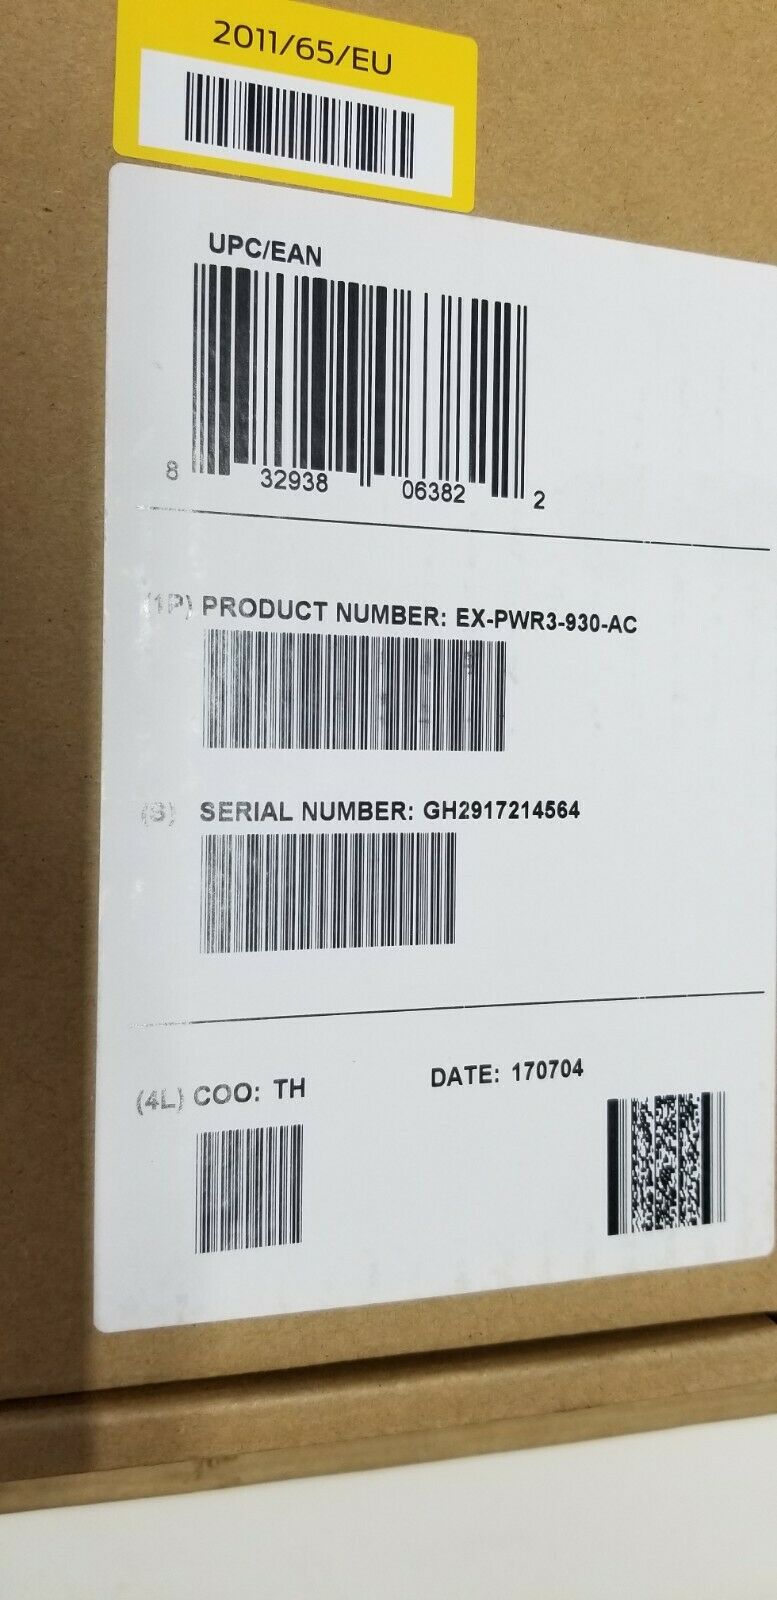 2011/65/EU
UPC/EAN
8 32938 06382 2
(1P) PRODUCT NUMBER: EX-PWR3-930-AC
(S) SERIAL NUMBER: GH2917214564
(4L) COO: TH DATE: 170704